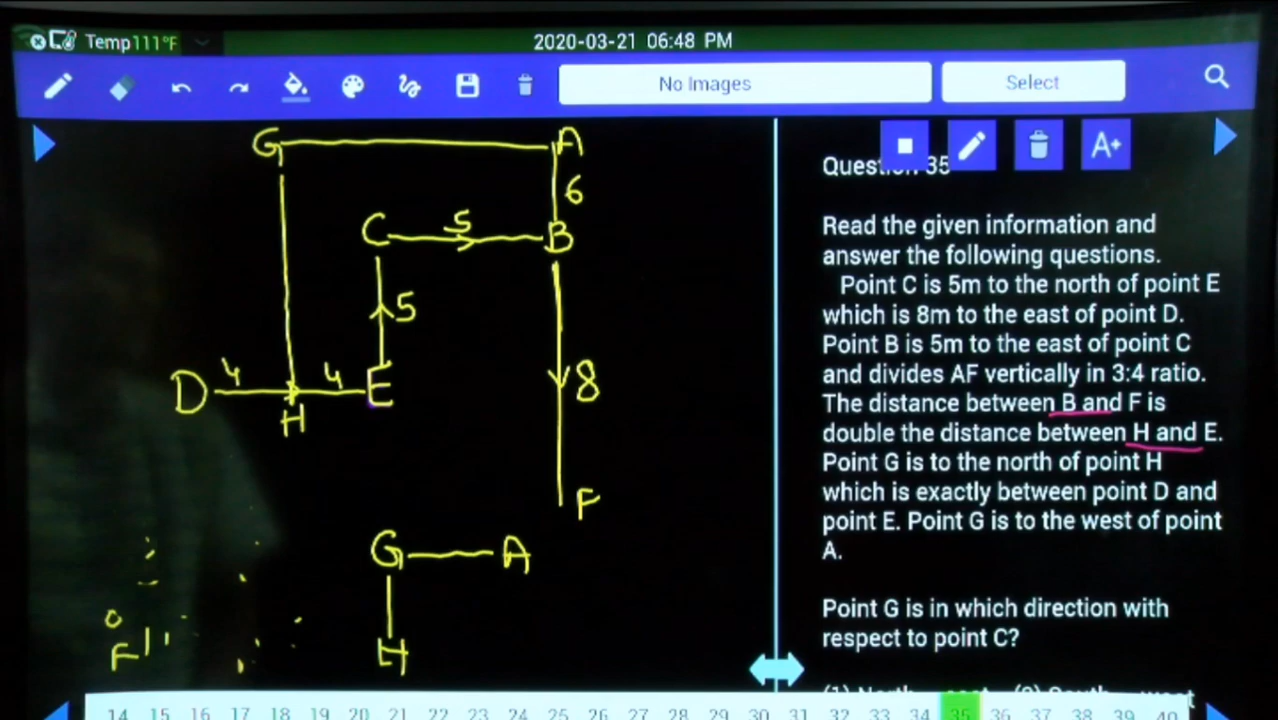 Temp111°F
2020-03-21 06:48 PM
No Images
Select
A+
G A
6
C 5 B
5
D 4 4 E
H
8
F
G A
H
F
35
Read the given information and
answer the following questions.
Point C is 5m to the north of point E
which is 8m to the east of point D.
Point B is 5m to the east of point C
and divides AF vertically in 3:4 ratio.
The distance between B and F is
double the distance between H and E.
Point G is to the north of point H
which is exactly between point D and
point E. Point G is to the west of point
A.
Point G is in which direction with
respect to point C?
14 15 16 17 18 19 20 21 22 23 24 25 26 27 28 29 30 31 32 33 34 35 36 37 38 39 40